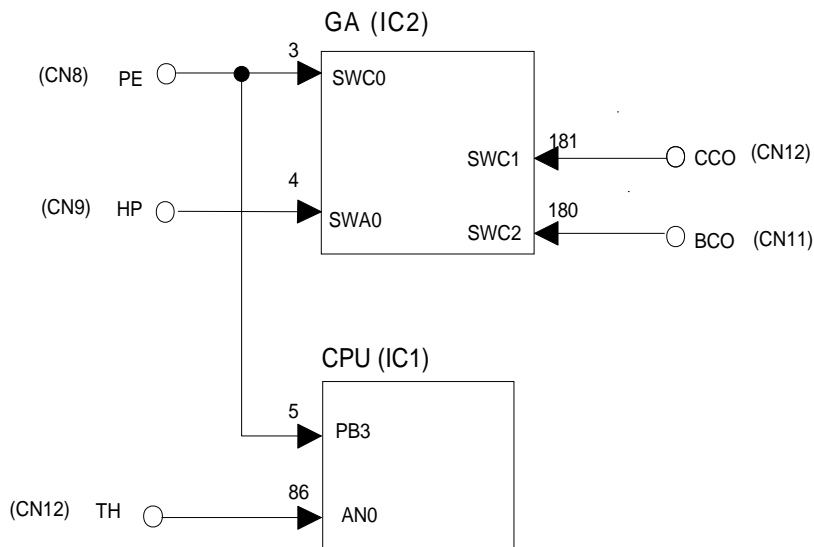 GA (IC2)
(CN8) PE 3 SWC0
SWC1 181 CCO (CN12)
(CN9) HP 4 SWA0
SWC2 180 BCO (CN11)
CPU (IC1)
5 PB3
(CN12) TH 86 AN0